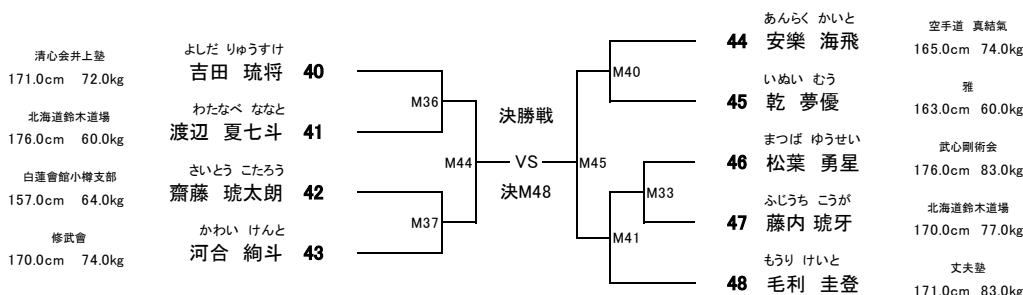 よしだ りゅうすけ
清心会井上塾 吉田 琉将 40
171.0cm 72.0kg
わたなべ ななと
北海道鈴木道場 渡辺 夏七斗 41
176.0cm 60.0kg
さいとう こたろう
白蓮會館小樽支部 齋藤 琥太朗 42
157.0cm 64.0kg
かわい けんと
修武會 河合 絢斗 43
170.0cm 74.0kg
M36
M37
M44
決勝戦
VS
決M48
M45
M40
M33
M41
あんらく かいと
44 安樂 海飛 空手道 真結氣
165.0cm 74.0kg
いぬい むう
45 乾 夢優 雅
163.0cm 60.0kg
まつば ゆうせい
46 松葉 勇星 武心剛術会
176.0cm 83.0kg
ふじうち こうが
47 藤内 琥牙 北海道鈴木道場
170.0cm 77.0kg
もうり けいと
48 毛利 圭登 丈夫塾
171.0cm 83.0kg